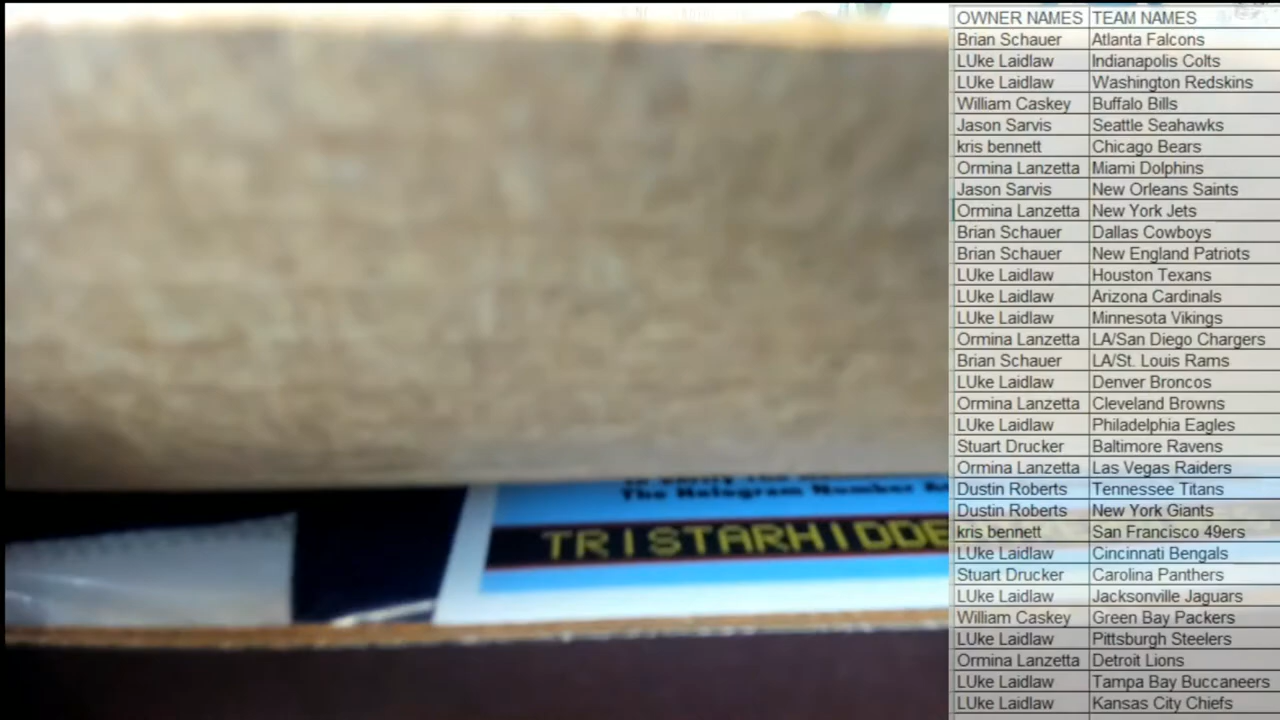 The Hologram Number
TRISTARHIDDE
OWNER NAMES TEAM NAMES
Brian Schauer Atlanta Falcons
LUke Laidlaw Indianapolis Colts
LUke Laidlaw Washington Redskins
William Caskey Buffalo Bills
Jason Sarvis Seattle Seahawks
kris bennett Chicago Bears
Ormina Lanzetta Miami Dolphins
Jason Sarvis New Orleans Saints
Ormina Lanzetta New York Jets
Brian Schauer Dallas Cowboys
Brian Schauer New England Patriots
LUke Laidlaw Houston Texans
LUke Laidlaw Arizona Cardinals
LUke Laidlaw Minnesota Vikings
Ormina Lanzetta LA/San Diego Chargers
Brian Schauer LA/St. Louis Rams
LUke Laidlaw Denver Broncos
Ormina Lanzetta Cleveland Browns
LUke Laidlaw Philadelphia Eagles
Stuart Drucker Baltimore Ravens
Ormina Lanzetta Las Vegas Raiders
Dustin Roberts Tennessee Titans
Dustin Roberts New York Giants
kris bennett San Francisco 49ers
LUke Laidlaw Cincinnati Bengals
Stuart Drucker Carolina Panthers
LUke Laidlaw Jacksonville Jaguars
William Caskey Green Bay Packers
LUke Laidlaw Pittsburgh Steelers
Ormina Lanzetta Detroit Lions
LUke Laidlaw Tampa Bay Buccaneers
LUke Laidlaw Kansas City Chiefs